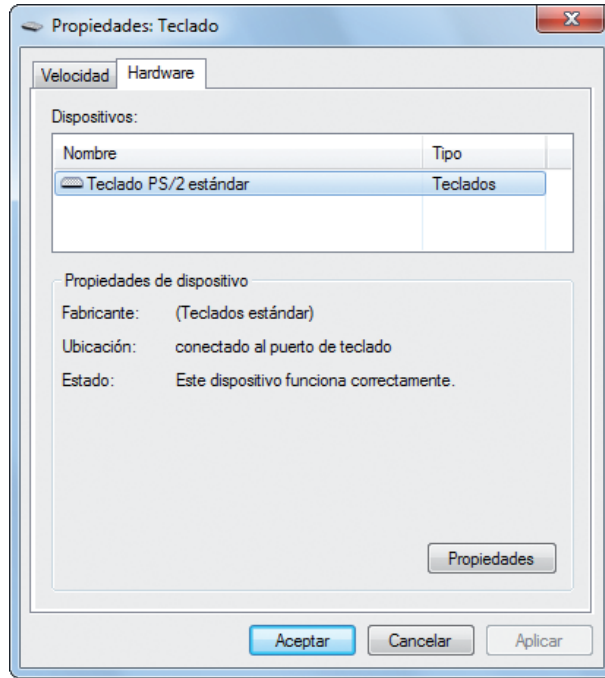 Propiedades: Teclado
Velocidad Hardware
Dispositivos:
Nombre Tipo
Teclado PS/2 estándar Teclados
Propiedades de dispositivo
Fabricante: (Teclados estándar)
Ubicación: conectado al puerto de teclado
Estado: Este dispositivo funciona correctamente.
Propiedades
Aceptar Cancelar Aplicar